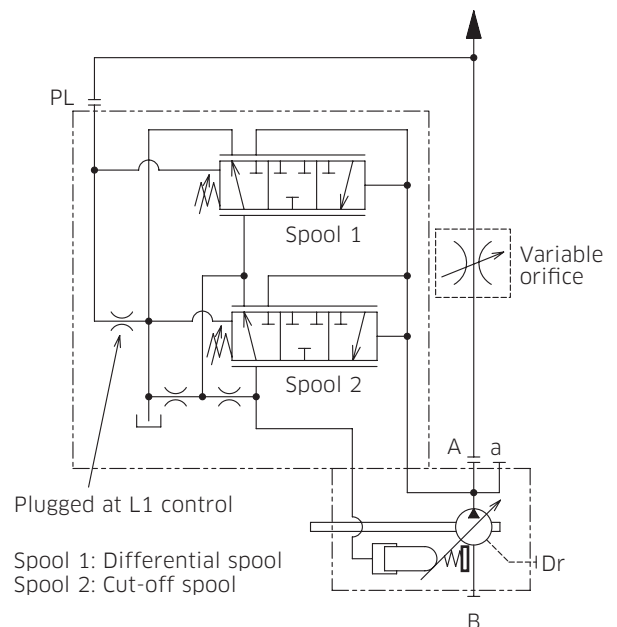 PL
Spool 1
Variable
orifice
Spool 2
A
a
Plugged at L1 control
Spool 1: Differential spool
Spool 2: Cut-off spool
Dr
B